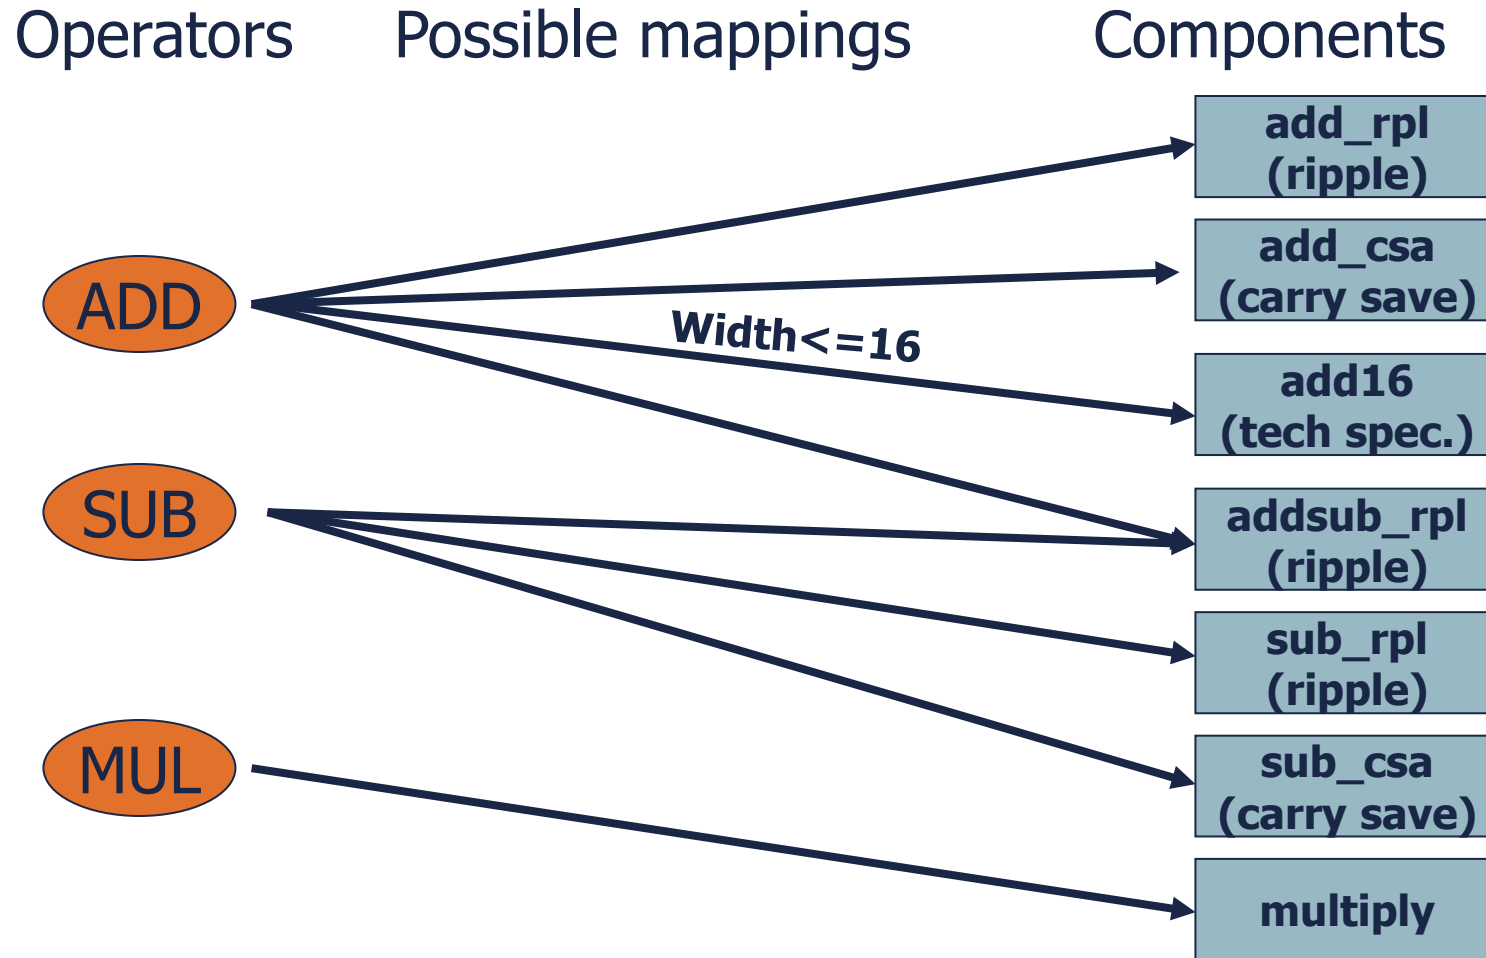 Operators Possible mappings Components
add_rpl
(ripple)
add_csa
(carry save)
ADD
Width<=16
add16
(tech spec.)
SUB
addsub_rpl
(ripple)
sub_rpl
(ripple)
MUL
sub_csa
(carry save)
multiply